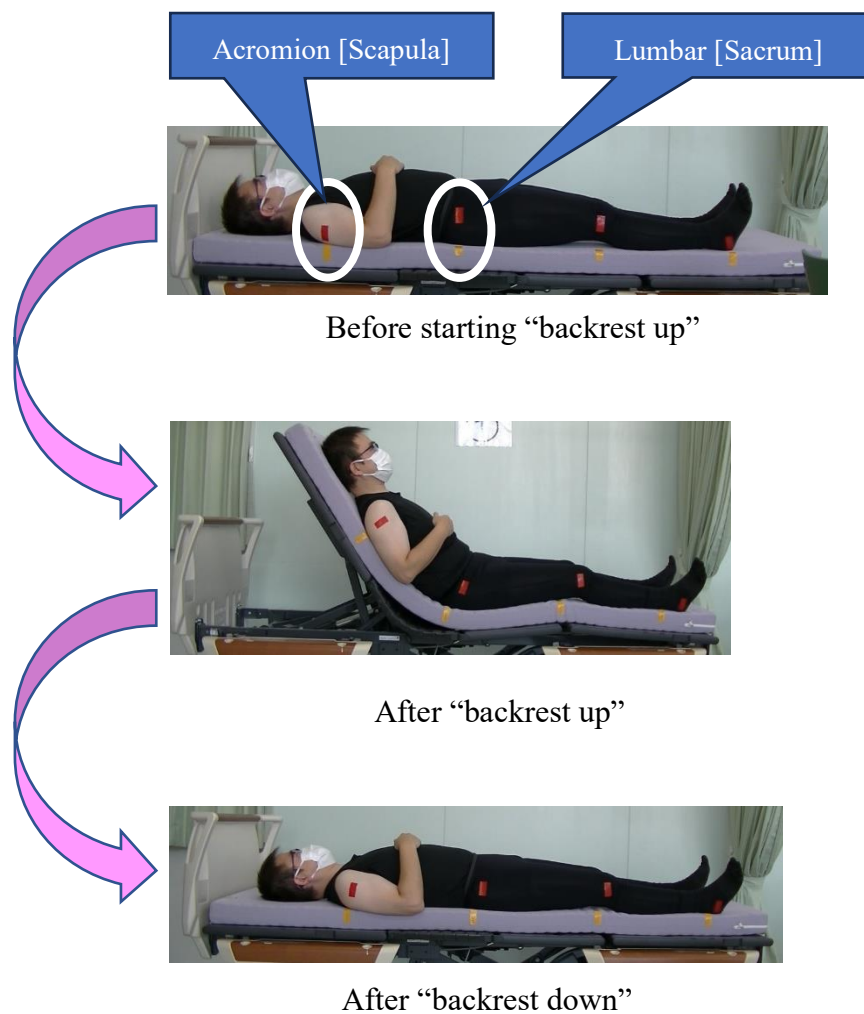 Acromion [Scapula]
Lumbar [Sacrum]
Before starting “backrest up”
After “backrest up”
After “backrest down”